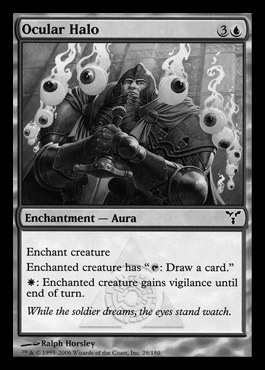 Ocular Halo 3
Enchantment — Aura
Enchant creature
Enchanted creature has “: Draw a card.”
: Enchanted creature gains vigilance until
end of turn.
While the soldier dreams, the eyes stand watch.
Ralph Horsley
™ & © 1993–2006 Wizards of the Coast, Inc. 28/180